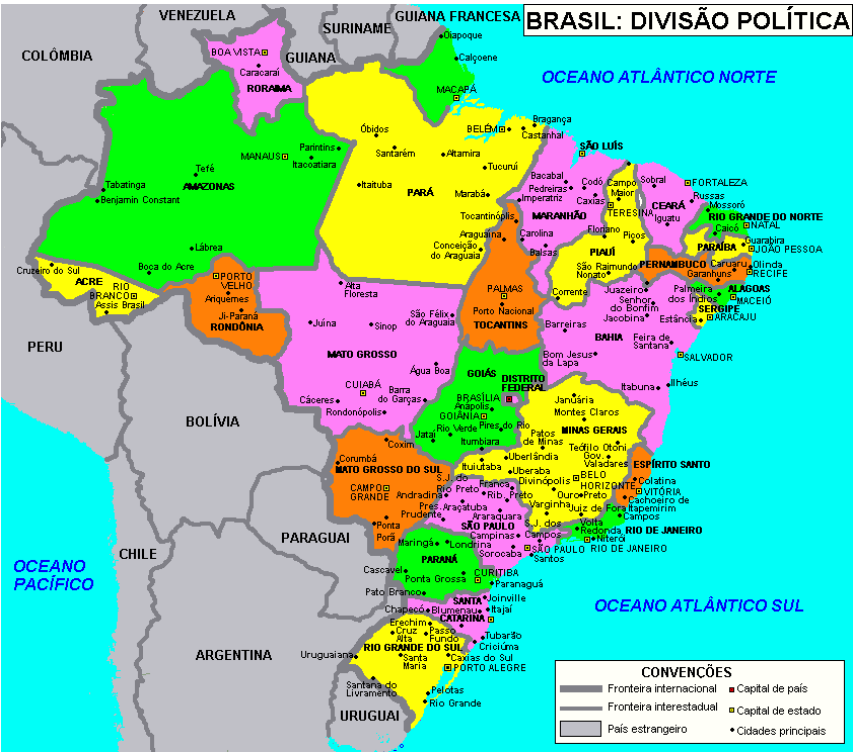 BRASIL: DIVISÃO POLÍTICA
VENEZUELA
SURINAME
GUIANA FRANCESA
COLÔMBIA
GUIANA
OCEANO ATLÂNTICO NORTE
BOA VISTA
Caracaraí
RORAIMA
Oiapoque
Calçoene
MACAPÁ
Óbidos
Santarém
Altamira
BELÉM
Bragança
Castanhal
Tucuruí
Itaituba
PARÁ
Marabá
Conceição
do Araguaia
Parintins
MANAUS
Itacoatiara
Tefé
AMAZONAS
Tabatinga
Benjamin Constant
Lábrea
Boca do Acre
Cruzeiro do Sul
ACRE
RIO
BRANCO
Assis Brasil
PORTO
VELHO
Ariquemes
Ji-Paraná
RONDÔNIA
SÃO LUÍS
Bacabal
Pedreiras
Imperatriz
Codó
Caxias
MARANHÃO
Carolina
Balsas
Campo
Maior
TERESINA
Floriano
PIAUÍ
Picos
São Raimundo
Nonato
Corrente
Sobral
FORTALEZA
Russas
CEARÁ
Iguatu
Mossoró
RIO GRANDE DO NORTE
Caicó
NATAL
PARAÍBA
Guarabira
JOÃO PESSOA
PERNAMBUCO
Caruaru
Garanhuns
Olinda
RECIFE
Palmeira
dos Índios
ALAGOAS
MACEIÓ
SERGIPE
Estância
ARACAJU
Tocantinópolis
Araguaína
PALMAS
Porto Nacional
TOCANTINS
Juazeiro
Senhor
do Bonfim
Jacobina
Barreiras
BAHIA
Feira de
Santana
Bom Jesus
da Lapa
SALVADOR
Itabuna
Ilhéus
Alta
Floresta
Juína
Sinop
São Félix
do Araguaia
MATO GROSSO
Água Boa
CUIABÁ
Barra
do Garças
Cáceres
Rondonópolis
GOIÁS
DISTRITO
FEDERAL
BRASÍLIA
Anápolis
GOIÂNIA
Rio Verde
Pires do Rio
Jataí
Itumbiara
Januária
Montes Claros
MINAS GERAIS
Patos
de Minas
Teófilo Otoni
Gov.
Valadares
Uberlândia
Ituiutaba
Uberaba
Divinópolis
BELO
HORIZONTE
Ouro Preto
Varginha
Juiz de Fora
ESPÍRITO SANTO
Colatina
VITÓRIA
Cachoeiro de
Itapemirim
Campos
Volta
Redonda
RIO DE JANEIRO
Niterói
RIO DE JANEIRO
Coxim
Corumbá
MATO GROSSO DO SUL
CAMPO
GRANDE
Ponta
Porã
S.J. do
Rio Preto
Franca
Rib. Preto
Andradina
Araçatuba
Pres.
Prudente
Araraquara
SÃO PAULO
S.J. dos
Campos
Campinas
Sorocaba
SÃO PAULO
Santos
Maringá
Londrina
PARANÁ
Cascavel
Ponta Grossa
CURITIBA
Paranaguá
Pato Branco
SANTA
CATARINA
Joinville
Chapecó
Blumenau
Itajaí
Tubarão
Criciúma
Erechim
Cruz
Alta
Passo
Fundo
RIO GRANDE DO SUL
Uruguaiana
Santa
Maria
Caxias do Sul
PORTO ALEGRE
Santana do
Livramento
Pelotas
Rio Grande
PERU
BOLÍVIA
PARAGUAI
CHILE
ARGENTINA
URUGUAI
OCEANO
PACÍFICO
OCEANO ATLÂNTICO SUL
CONVENÇÕES
Fronteira internacional
Capital de país
Fronteira interestadual
Capital de estado
País estrangeiro
Cidades principais